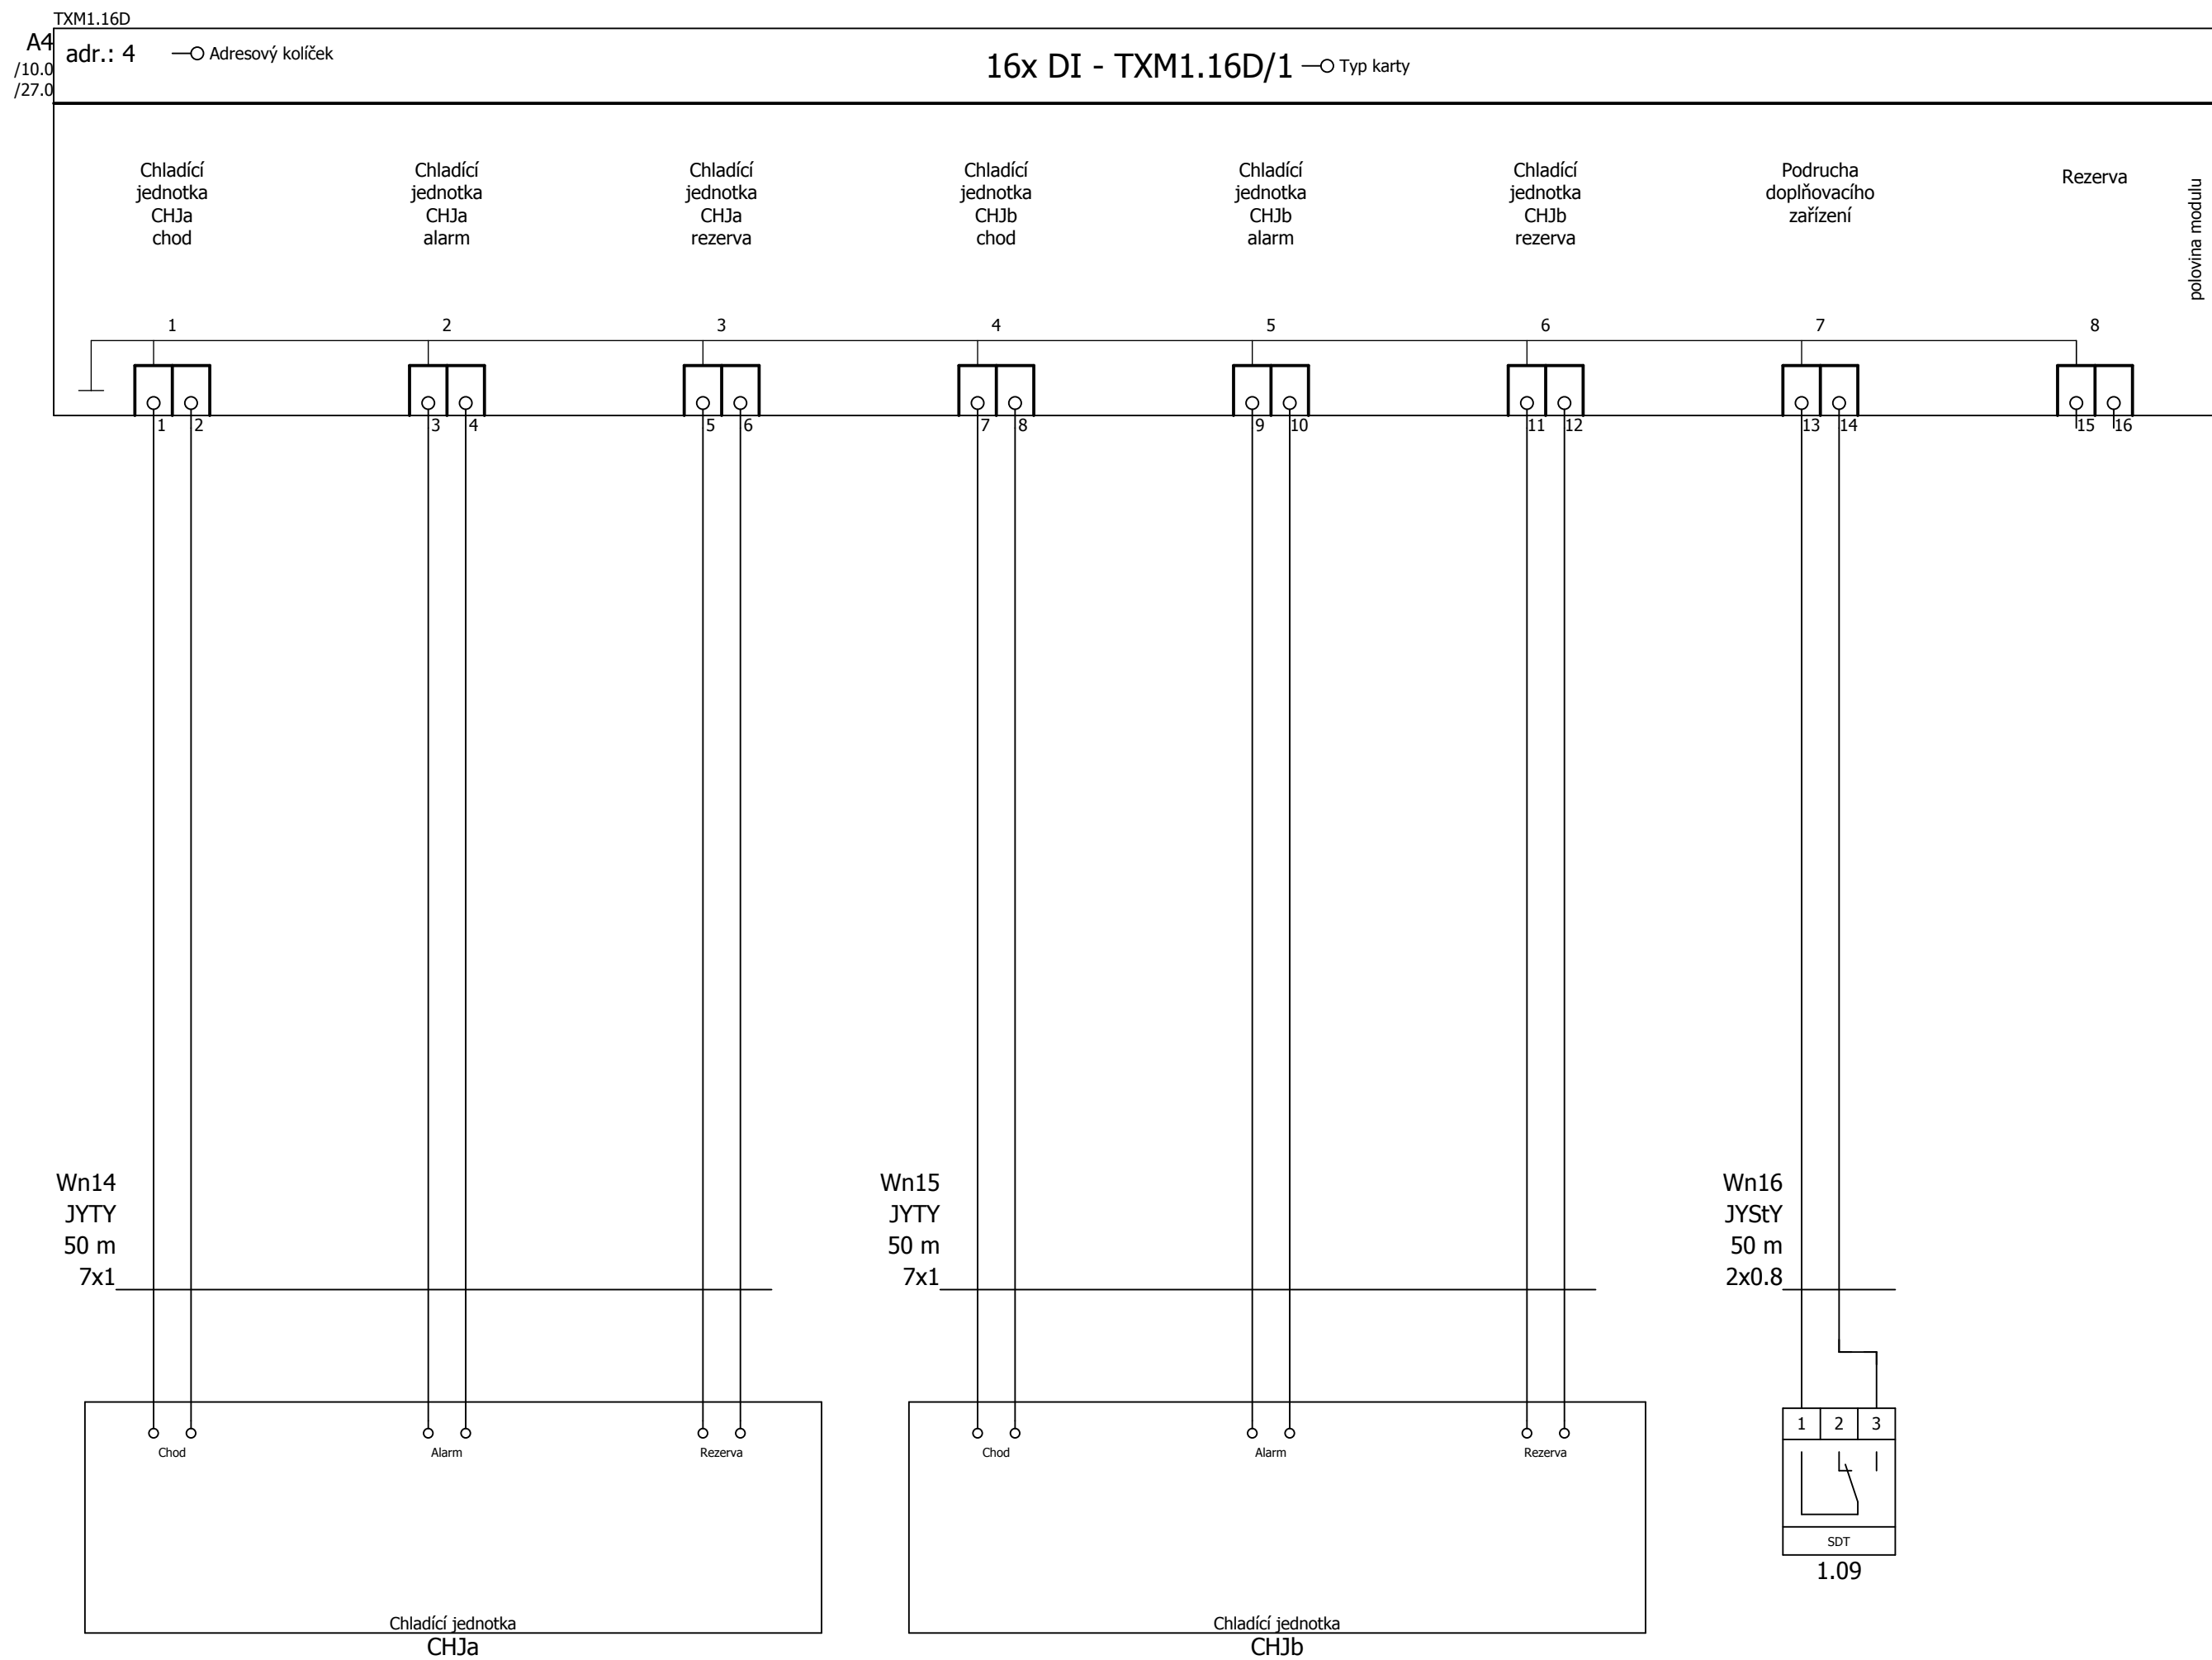 TXM1.16D
A4
/10.0
/27.0
adr.: 4
Adresový kolíček
16x DI - TXM1.16D/1
Typ karty
Chladící
jednotka
CHJa
chod
Chladící
jednotka
CHJa
alarm
Chladící
jednotka
CHJa
rezerva
Chladící
jednotka
CHJb
chod
Chladící
jednotka
CHJb
alarm
Chladící
jednotka
CHJb
rezerva
Podrucha
doplňovacího
zařízení
Rezerva
polovina modulu
1 2 3 4 5 6 7 8
1 2 3 4 5 6 7 8 9 10 11 12 13 14 15 16
Wn14
JYTY
50 m
7x1
Wn15
JYTY
50 m
7x1
Wn16
JYStY
50 m
2x0.8
Chod
Alarm
Rezerva
Chladící jednotka
CHJa
Chod
Alarm
Rezerva
Chladící jednotka
CHJb
1 2 3
SDT
1.09